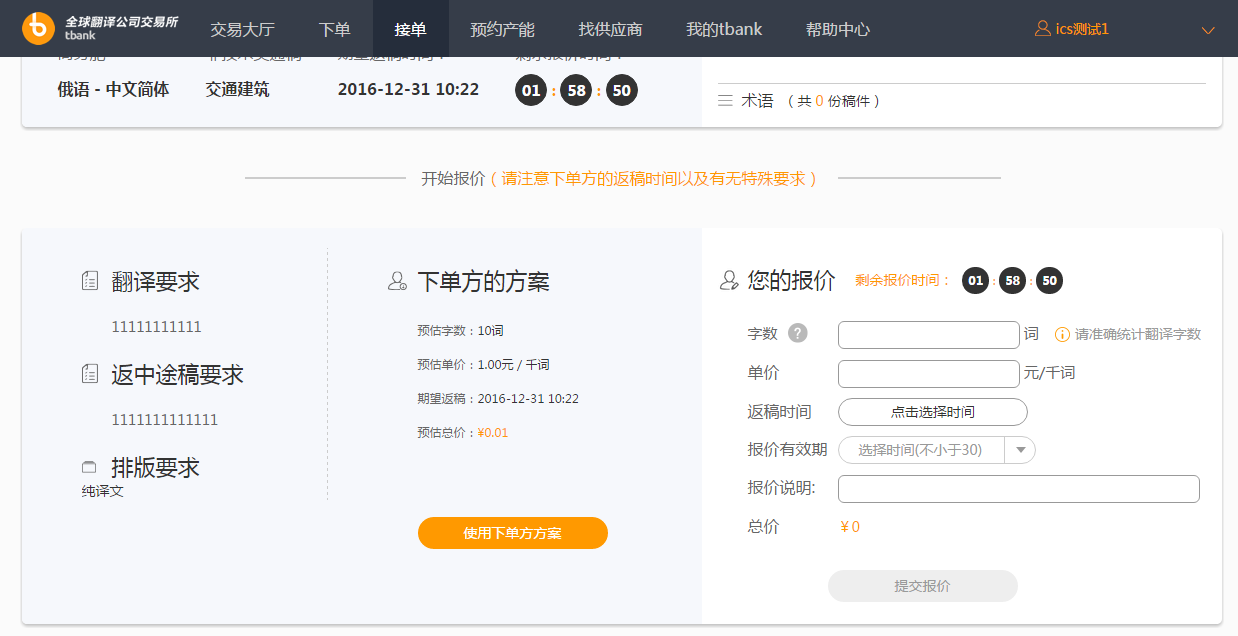 全球翻译公司交易所
tbank
交易大厅 下单 接单 预约产能 找供应商 我的tbank 帮助中心 ics测试1
俄语 - 中文简体 交通建筑 2016-12-31 10:22 01 : 58 : 50
术语 （ 共 0 份稿件 ）
开始报价（ 请注意下单方的返稿时间以及有无特殊要求 ）
翻译要求
11111111111
返中途稿要求
1111111111111
排版要求
纯译文
下单方的方案
预估字数：10词
预估单价：1.00元 / 千词
期望返稿：2016-12-31 10:22
预估总价：¥0.01
使用下单方方案
您的报价 剩余报价时间： 01 : 58 : 50
字数 ? 词 请准确统计翻译字数
单价 元/千词
返稿时间 点击选择时间
报价有效期 选择时间(不小于30)
报价说明:
总价 ¥ 0
提交报价